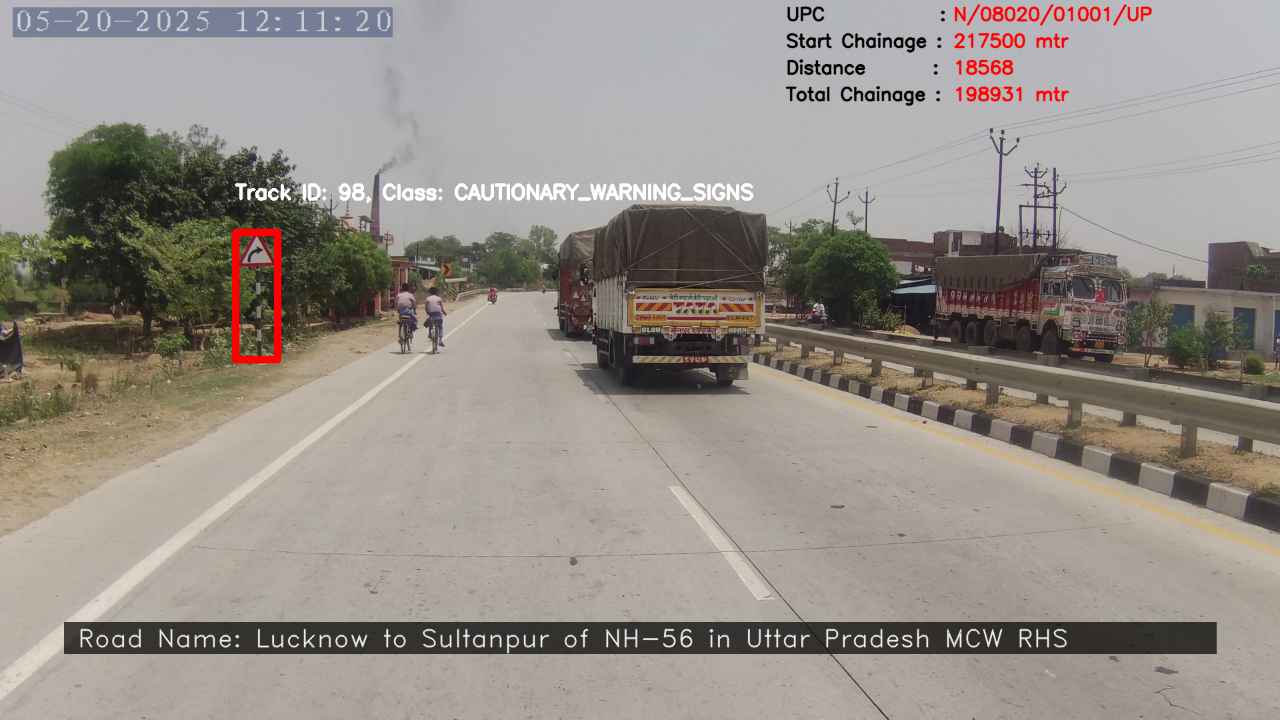 05-20-2025 12:11:20
UPC : N/08020/01001/UP
Start Chainage : 217500 mtr
Distance : 18568
Total Chainage : 198931 mtr
Track ID: 98, Class: CAUTIONARY_WARNING_SIGNS
Road Name: Lucknow to Sultanpur of NH-56 in Uttar Pradesh MCW RHS